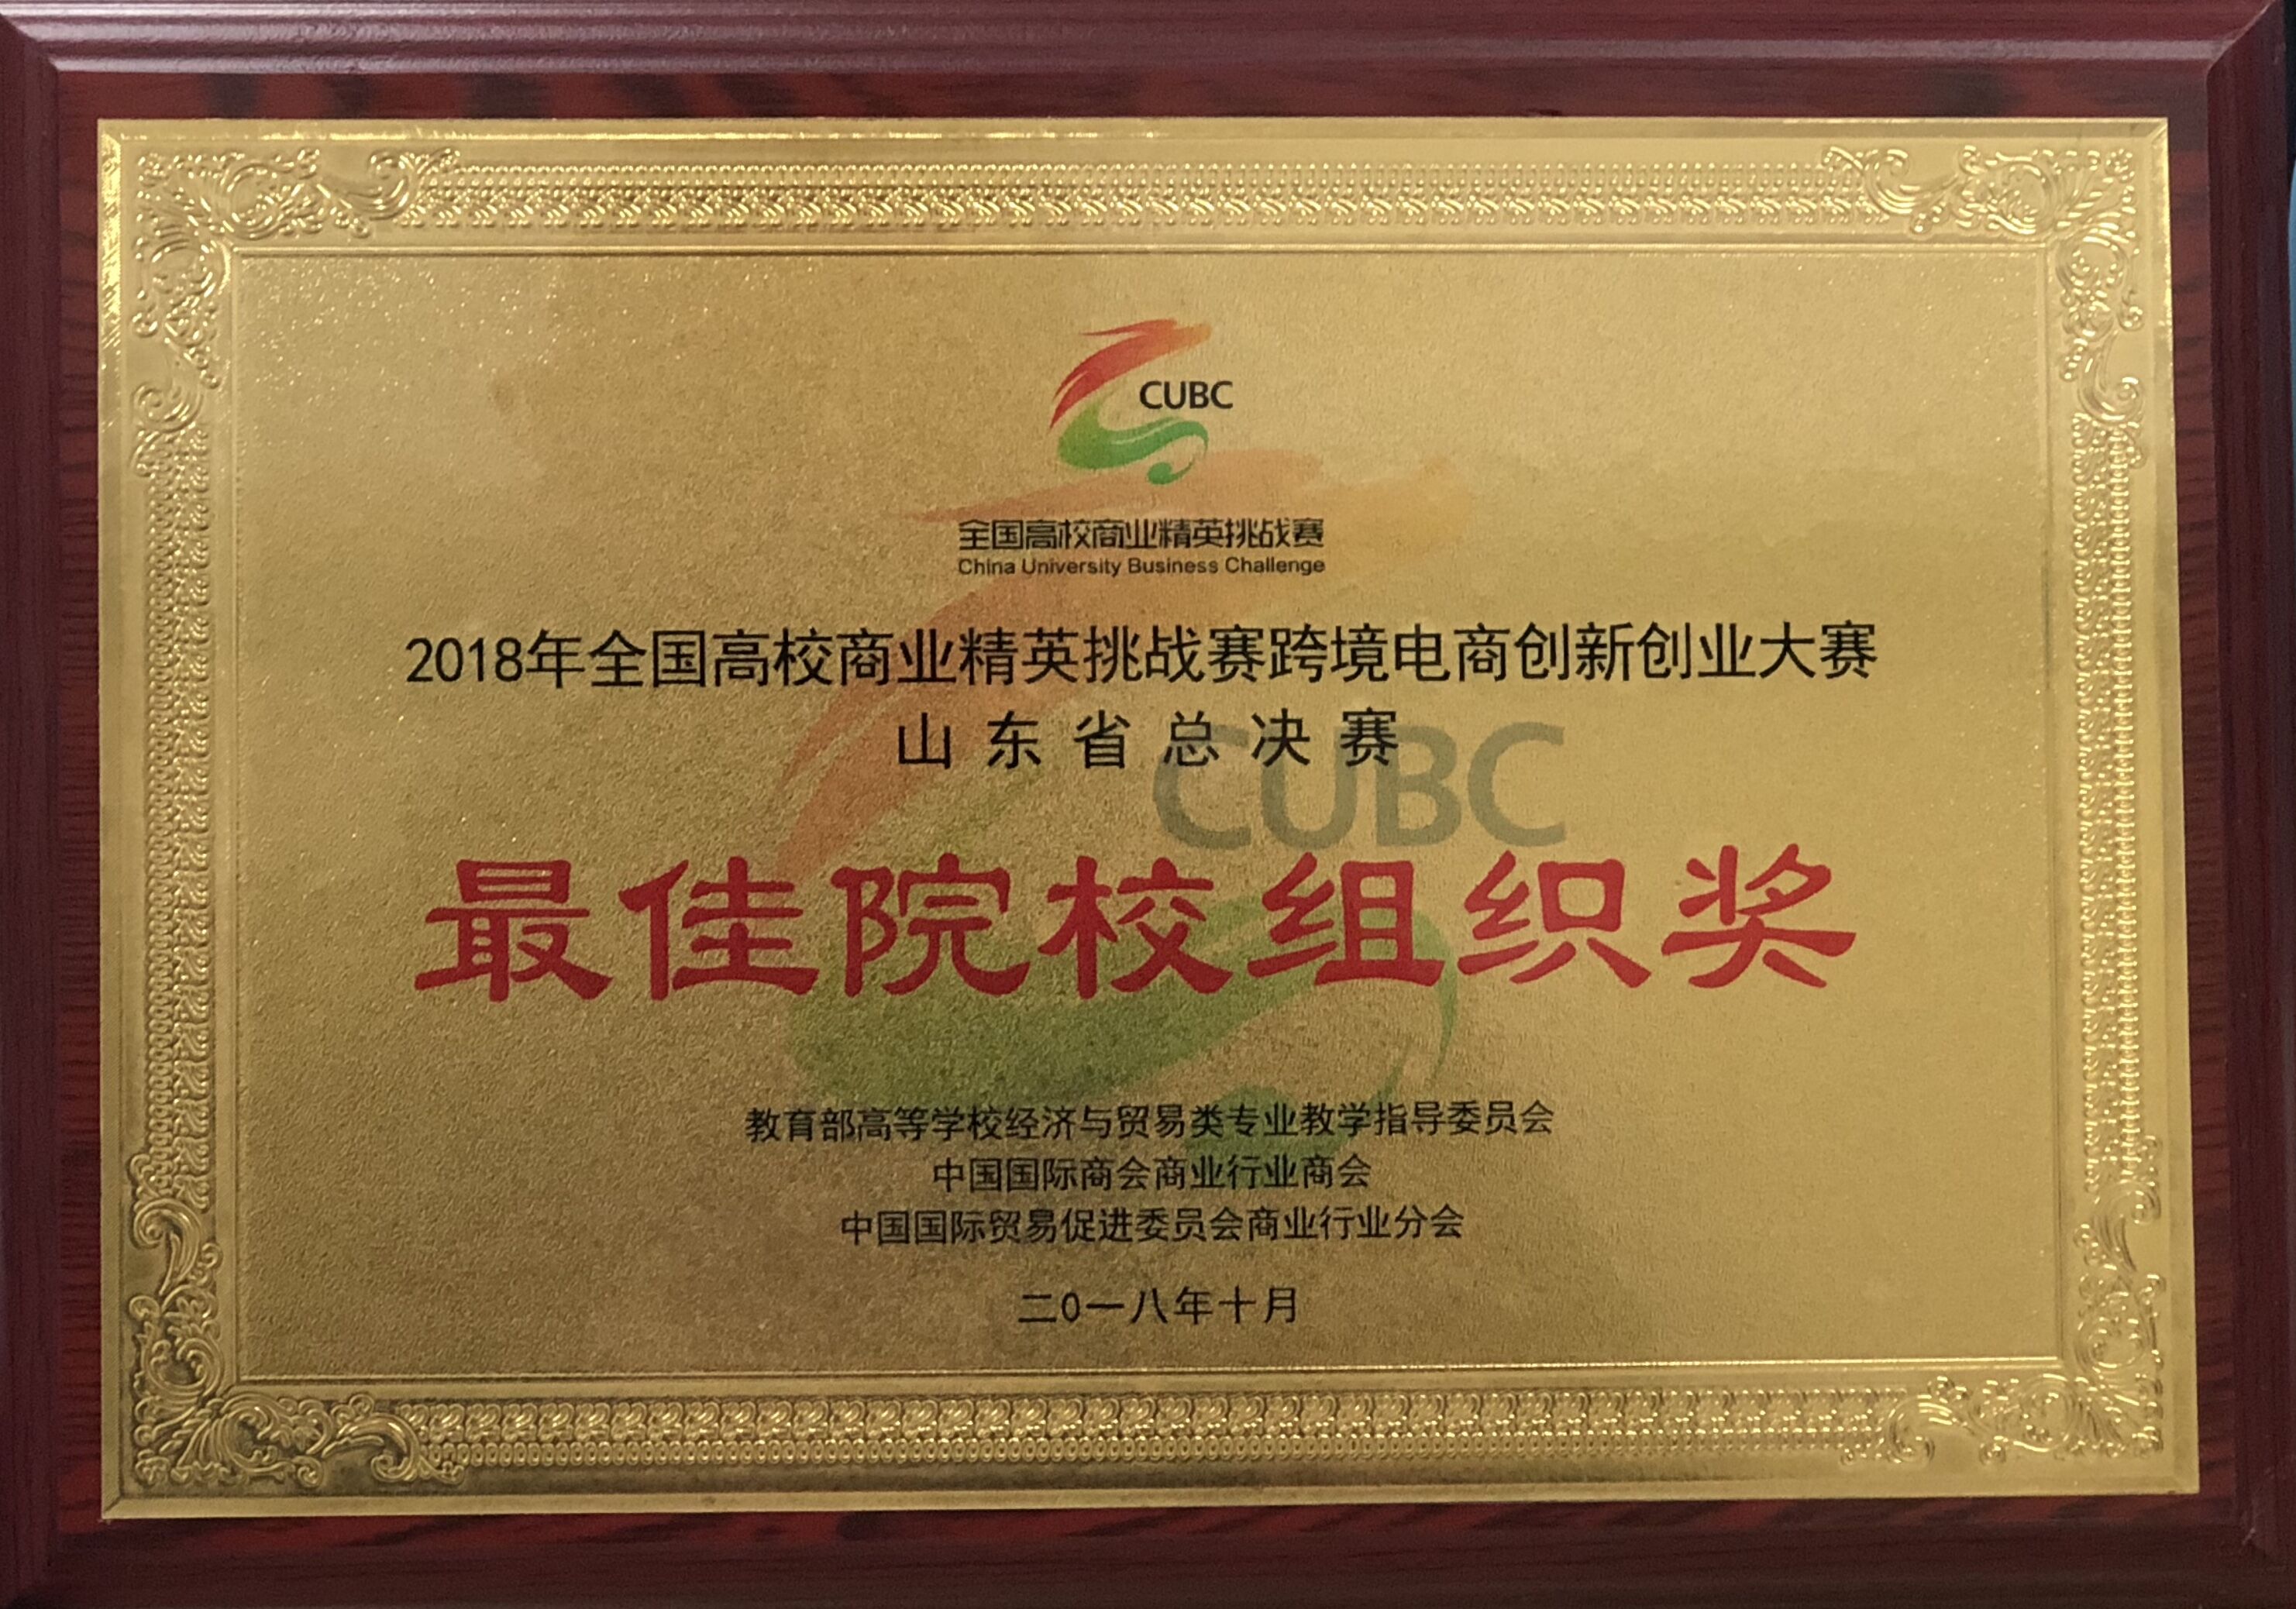 CUBC
全国高校商业精英挑战赛
China University Business Challenge
2018年全国高校商业精英挑战赛跨境电商创新创业大赛
山东省总决赛
CUBC
最佳院校组织奖
教育部高等学校经济与贸易类专业教学指导委员会
中国国际商会商业行业商会
中国国际贸易促进委员会商业行业分会
二0一八年十月